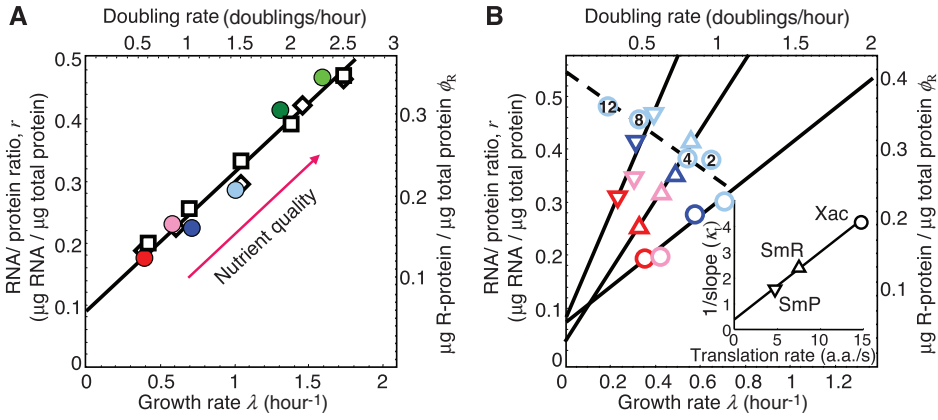 A
Doubling rate (doublings/hour)
0 0.5 1 1.5 2 2.5 3
RNA/ protein ratio, r
(µg RNA / µg total protein)
0.5
0.4
0.3
0.2
0.1
0
Nutrient quality
0.3
0.2
0.1
µg R-protein / µg total protein ϕR
0 0.5 1 1.5 2
Growth rate λ (hour-1)
B
Doubling rate (doublings/hour)
0 0.5 1 2
RNA/ protein ratio, r
(µg RNA / µg total protein)
0.5
0.4
0.3
0.2
0.1
0
12
8
4
2
0.4
0.3
0.2
0.1
µg R-protein / µg total protein ϕR
1/slope (κ)
4
3
2
1
0
Xac
SmR
SmP
0 5 10 15
Translation rate (a.a./s)
0 0.2 0.4 0.6 0.8 1 1.2
Growth rate λ (hour-1)